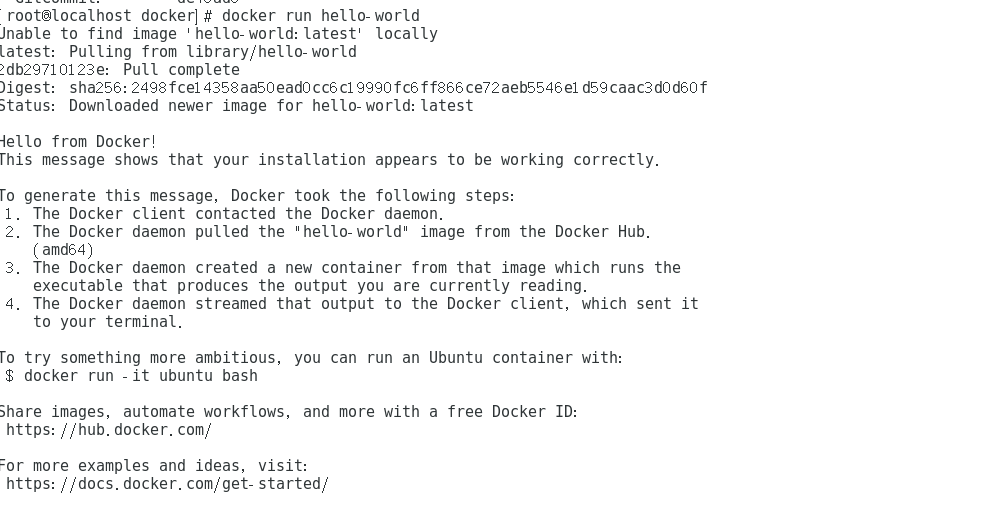 [root@localhost docker]# docker run hello-world
Unable to find image 'hello-world:latest' locally
latest: Pulling from library/hello-world
2db29710123e: Pull complete
Digest: sha256:2498fce14358aa50ead0cc6c19990fc6ff866ce72aeb5546e1d59caac3d0d60f
Status: Downloaded newer image for hello-world:latest

Hello from Docker!
This message shows that your installation appears to be working correctly.

To generate this message, Docker took the following steps:
 1. The Docker client contacted the Docker daemon.
 2. The Docker daemon pulled the "hello-world" image from the Docker Hub.
    (amd64)
 3. The Docker daemon created a new container from that image which runs the
    executable that produces the output you are currently reading.
 4. The Docker daemon streamed that output to the Docker client, which sent it
    to your terminal.

To try something more ambitious, you can run an Ubuntu container with:
 $ docker run -it ubuntu bash

Share images, automate workflows, and more with a free Docker ID:
 https://hub.docker.com/

For more examples and ideas, visit:
 https://docs.docker.com/get-started/